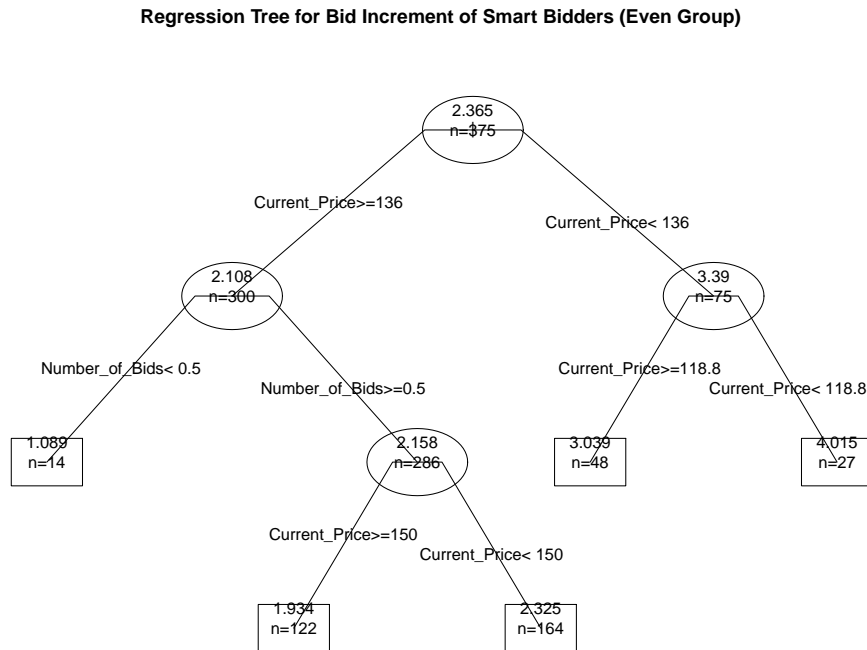 Regression Tree for Bid Increment of Smart Bidders (Even Group)
2.365
n=375
Current_Price>=136
Current_Price< 136
2.108
n=300
3.39
n=75
Number_of_Bids< 0.5
Number_of_Bids>=0.5
Current_Price>=118.8
Current_Price< 118.8
1.089
n=14
2.158
n=286
3.039
n=48
4.015
n=27
Current_Price>=150
Current_Price< 150
1.934
n=122
2.325
n=164